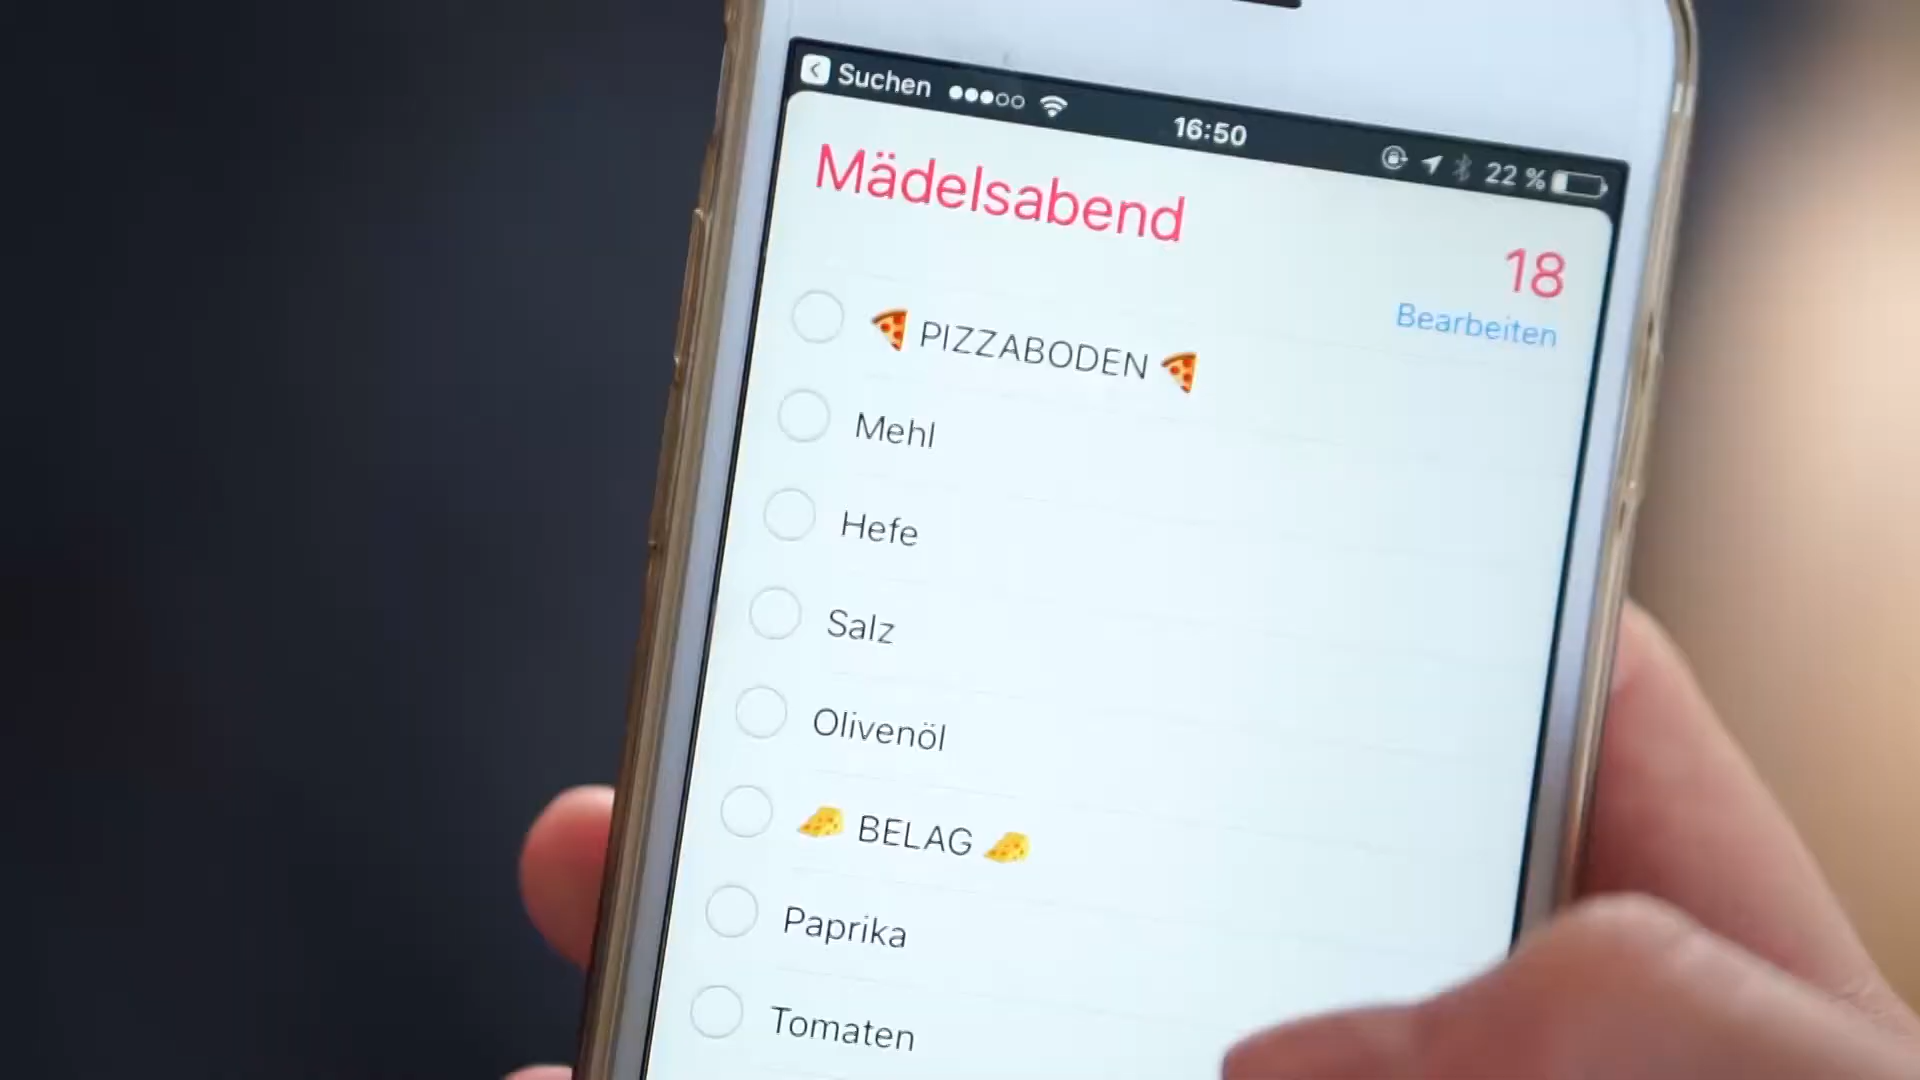 Suchen 16:50 22 %
Mädelsabend
18
Bearbeiten
🍕 PIZZABODEN 🍕
Mehl
Hefe
Salz
Olivenöl
🧀 BELAG 🧀
Paprika
Tomaten